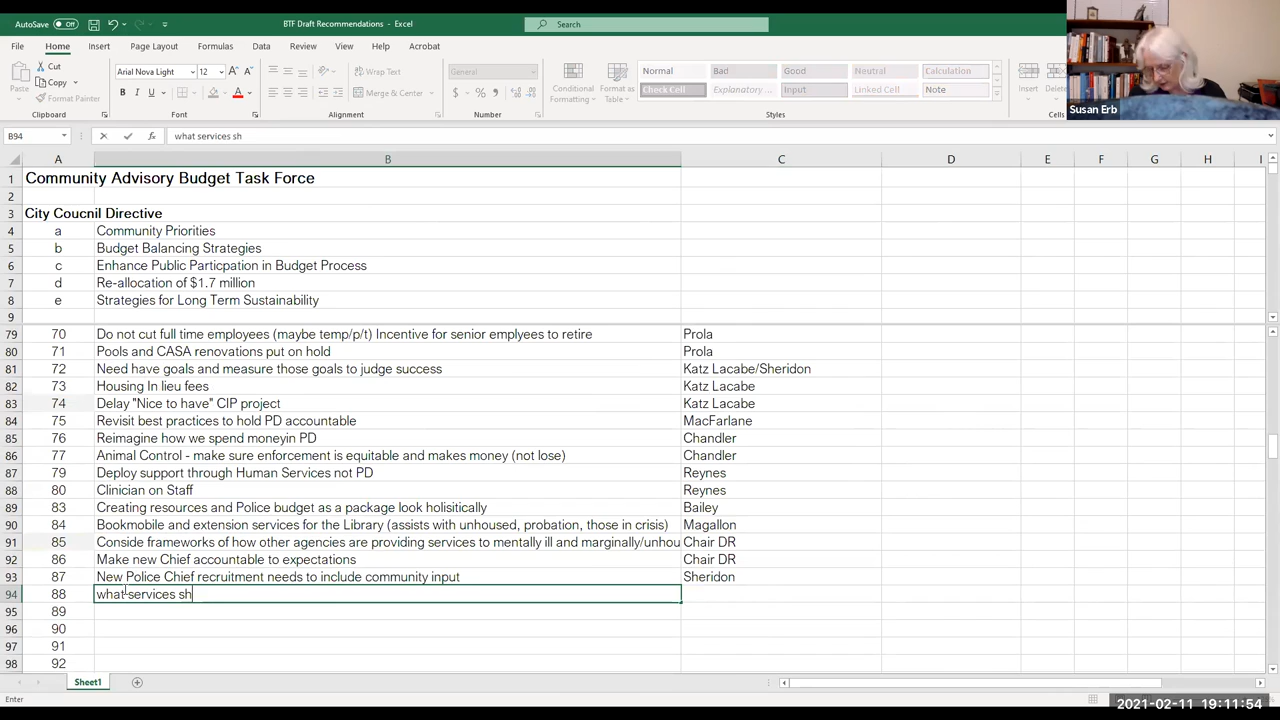 AutoSave Off BTF Draft Recommendations - Excel Search
File Home Insert Page Layout Formulas Data Review View Help Acrobat
Paste Cut Copy Format Painter Clipboard
Arial Nova Light 12 B I U A Font
Wrap Text Merge & Center Alignment
General $ % Number
Conditional Formatting Format as Table
Normal Bad Good Neutral Calculation
Check Cell Explanatory... Input Linked Cell Note
Styles
Insert Delete Cells
Susan Erb
B94 fx what services sh
A B C D E F G H I
1 Community Advisory Budget Task Force
2
3 City Coucnil Directive
4 a Community Priorities
5 b Budget Balancing Strategies
6 c Enhance Public Particpation in Budget Process
7 d Re-allocation of $1.7 million
8 e Strategies for Long Term Sustainability
9
79 70 Do not cut full time employees (maybe temp/p/t) Incentive for senior emplyees to retire Prola
80 71 Pools and CASA renovations put on hold Prola
81 72 Need have goals and measure those goals to judge success Katz Lacabe/Sheridon
82 73 Housing In lieu fees Katz Lacabe
83 74 Delay "Nice to have" CIP project Katz Lacabe
84 75 Revisit best practices to hold PD accountable MacFarlane
85 76 Reimagine how we spend moneyin PD Chandler
86 77 Animal Control - make sure enforcement is equitable and makes money (not lose) Chandler
87 79 Deploy support through Human Services not PD Reynes
88 80 Clinician on Staff Reynes
89 83 Creating resources and Police budget as a package look holisitically Bailey
90 84 Bookmobile and extension services for the Library (assists with unhoused, probation, those in crisis) Magallon
91 85 Conside frameworks of how other agencies are providing services to mentally ill and marginally/unhou Chair DR
92 86 Make new Chief accountable to expectations Chair DR
93 87 New Police Chief recruitment needs to include community input Sheridon
94 88 what services sh
95 89
96 90
97 91
98 92
Sheet1
Enter
2021-02-11 19:11:54